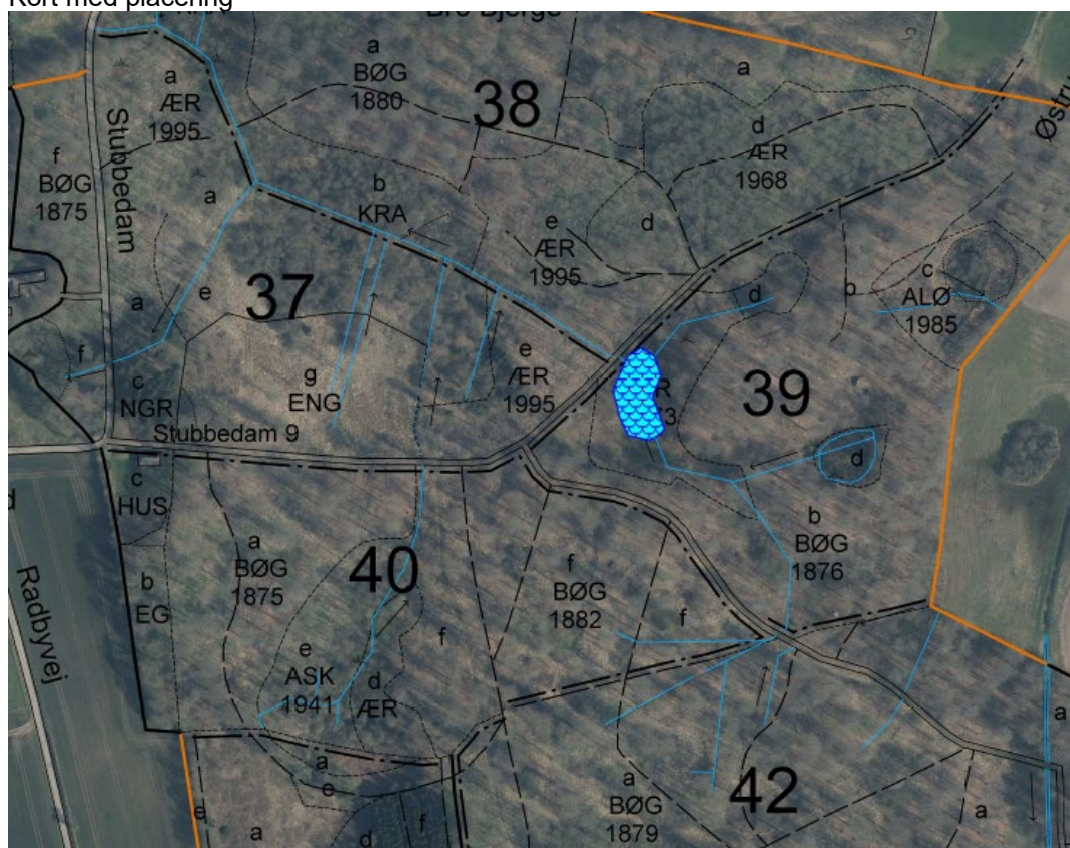 Kort med placering
Bro Bjerge
a
BØG
1880
38
a
a
ÆR
1995
Stubbedam
f
BØG
1875
d
ÆR
1968
a
b
KRA
e
ÆR
1995
d
c
ALØ
1985
b
d
37
e
a
f
c
NGR
g
ENG
e
ÆR
1995
39
Stubbedam 9
d
c
HUS
b
EG
a
BØG
1875
40
f
BØG
1882
b
BØG
1876
f
f
e
ASK
1941
d
ÆR
Radbyvej
a
e
e
a
d
f
a
BØG
1879
42
a
a